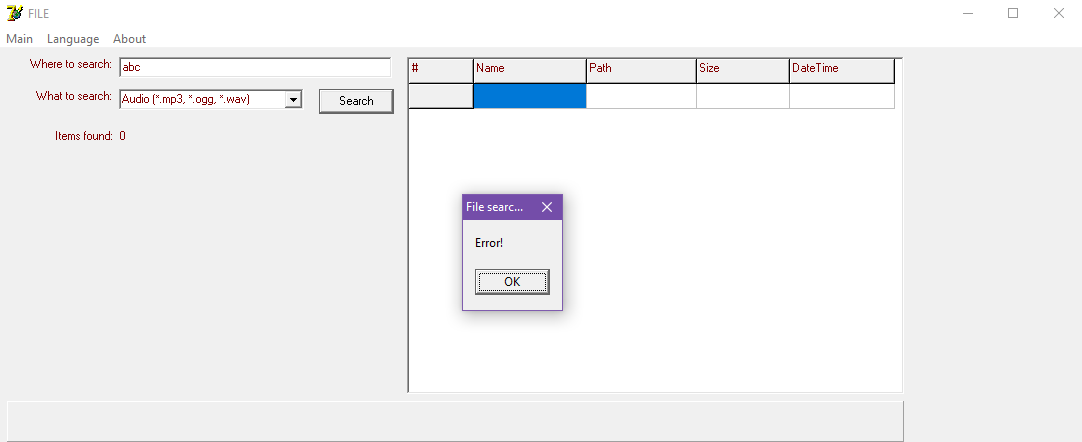 FILE
Main Language About
Where to search: abc
What to search: Audio (*.mp3, *.ogg, *.wav) Search
Items found: 0
# Name Path Size DateTime
File searc...
Error!
OK